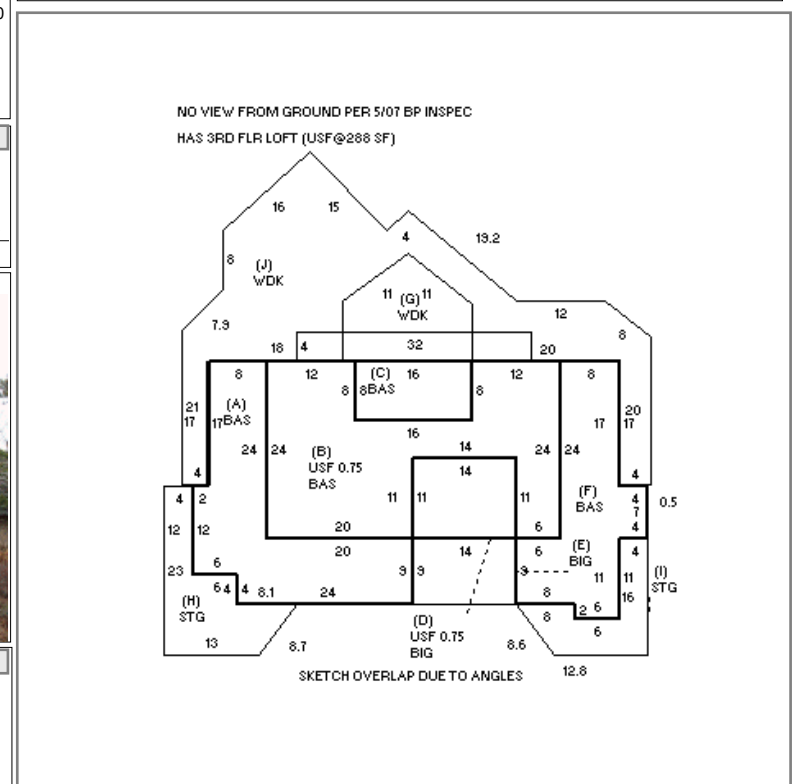 NO VIEW FROM GROUND PER 5/07 BP INSPEC
HAS 3RD FLR LOFT (USF@288 SF)
16 15
4 19.2
8 (J)
WDK
11 (G) 11
WDK
12
7.9
8
18 4 32 20
8 12 (C) 16 12 8
8 8 BAS 8
21 (A) 20
17 17 BAS 17 17
16
14
24 24 (B) 24 24
USF 0.75 14
BAS
4 4
4 2 11 11 11 (F) 4 0.5
BAS 7
12 12 20 6 4
20 14 6 (E) 4
BIG
6
23 9 9 9 11 11 (I)
STG
6 4 4 8.1 24 8 16
(H) 2 6
STG 8
(D) 6
USF 0.75
BIG
13 8.7 8.6
12.8
SKETCH OVERLAP DUE TO ANGLES